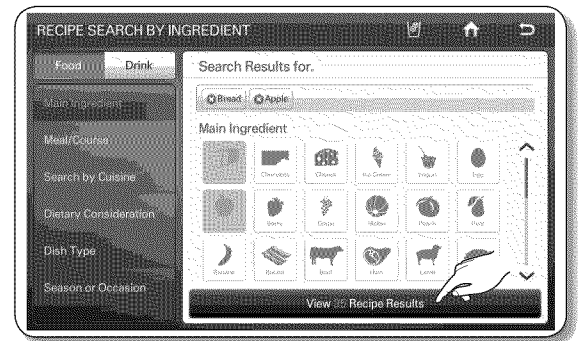 RECIPE SEARCH BY INGREDIENT
Food Drink
Main Ingredient
Meal/Course
Search by Cuisine
Dietary Consideration
Dish Type
Season or Occasion
Search Results for..
Bread Apple
Main Ingredient
Chocolate Cheese Ice Cream Yogurt Egg
Berry Grape Melon Peach Pear
Banana Bacon Beef Ham Lamb
View 35 Recipe Results